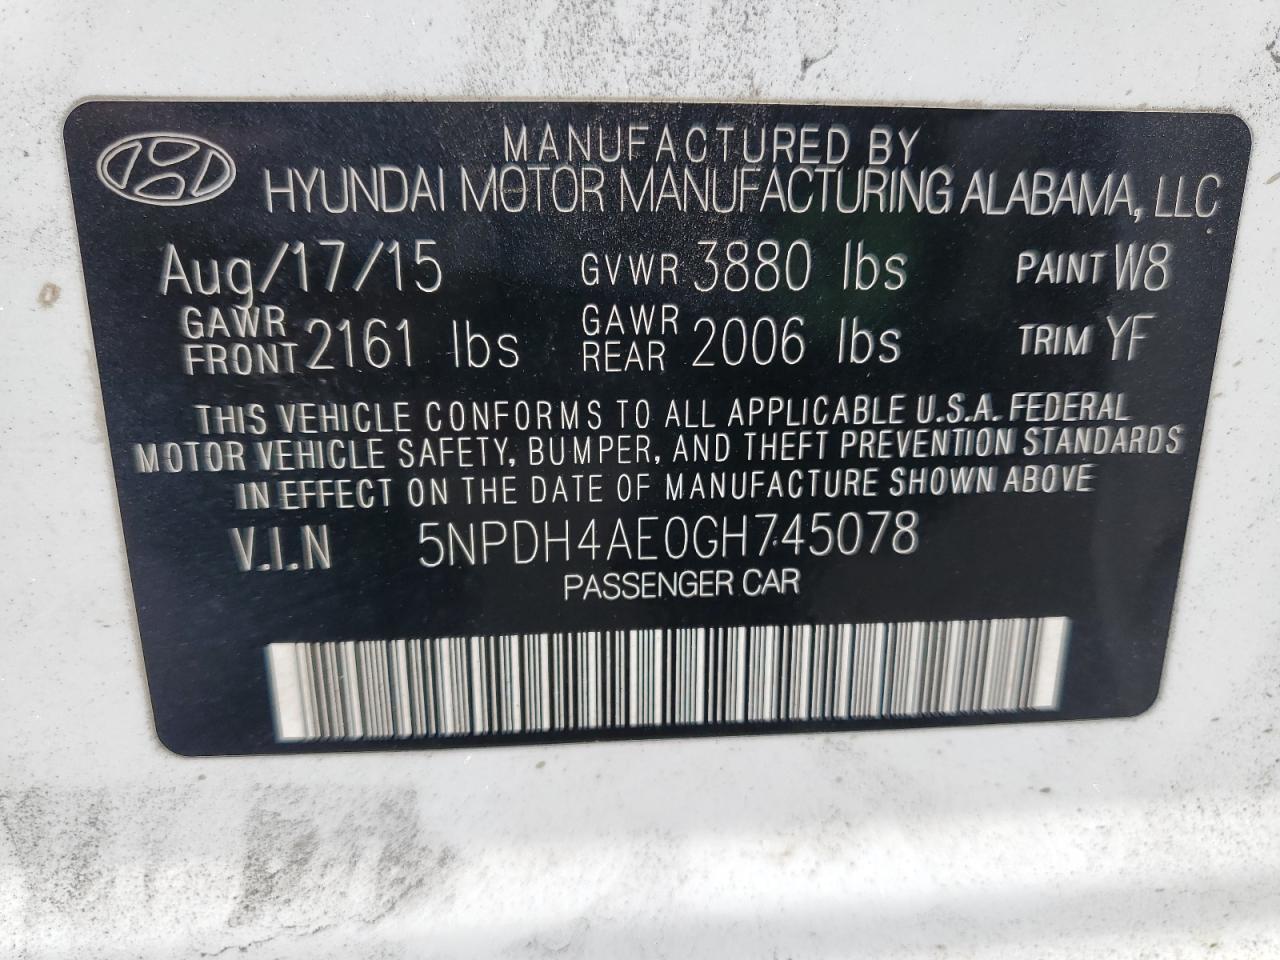 MANUFACTURED BY
HYUNDAI MOTOR MANUFACTURING ALABAMA, LLC
Aug/17/15 GVWR 3880 lbs PAINT W8
GAWR FRONT 2161 lbs GAWR REAR 2006 lbs TRIM YF
THIS VEHICLE CONFORMS TO ALL APPLICABLE U.S.A. FEDERAL
MOTOR VEHICLE SAFETY, BUMPER, AND THEFT PREVENTION STANDARDS
IN EFFECT ON THE DATE OF MANUFACTURE SHOWN ABOVE
V.I.N 5NPDH4AE0GH745078
PASSENGER CAR